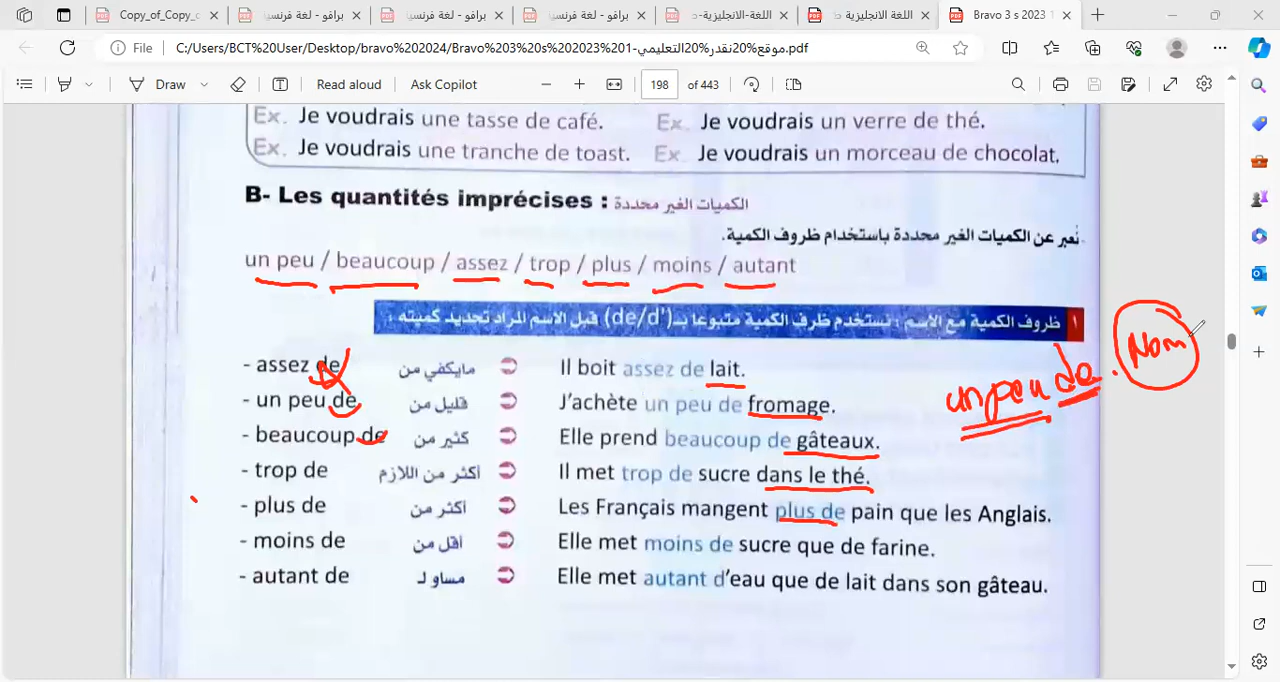 Copy_of_Copy_c
برافو - لغة فرنسيا
برافو - لغة فرنسيا
برافو - لغة فرنسيا
اللغة-الانجليزية-د
اللغة الانجليزية
Bravo 3 s 2023 1
File
C:/Users/BCT%20User/Desktop/bravo%202024/Bravo%203%20s%202023%201-موقع%20نقدر%20التعليمي.pdf
Draw
Read aloud
Ask Copilot
198 of 443
Ex. Je voudrais une tasse de café. Ex. Je voudrais un verre de thé.
Ex. Je voudrais une tranche de toast. Ex Je voudrais un morceau de chocolat.
B- Les quantités imprécises : الكميات الغير محددة
نُعبر عن الكميات الغير محددة باستخدام ظروف الكمية.
un peu / beaucoup / assez / trop / plus / moins / autant
١ ظروف الكمية مع الاسم : نستخدم ظرف الكمية متبوعا بـ(de/d') قبل الاسم المراد تحديد كميته :
- assez de مايكفي من Il boit assez de lait.
- un peu de قليل من J'achète un peu de fromage.
- beaucoup de كثير من Elle prend beaucoup de gâteaux.
- trop de أكثر من اللازم Il met trop de sucre dans le thé.
- plus de أكثر من Les Français mangent plus de pain que les Anglais.
- moins de أقل من Elle met moins de sucre que de farine.
- autant de مساو لـ Elle met autant d'eau que de lait dans son gâteau.
un peu de. Nom